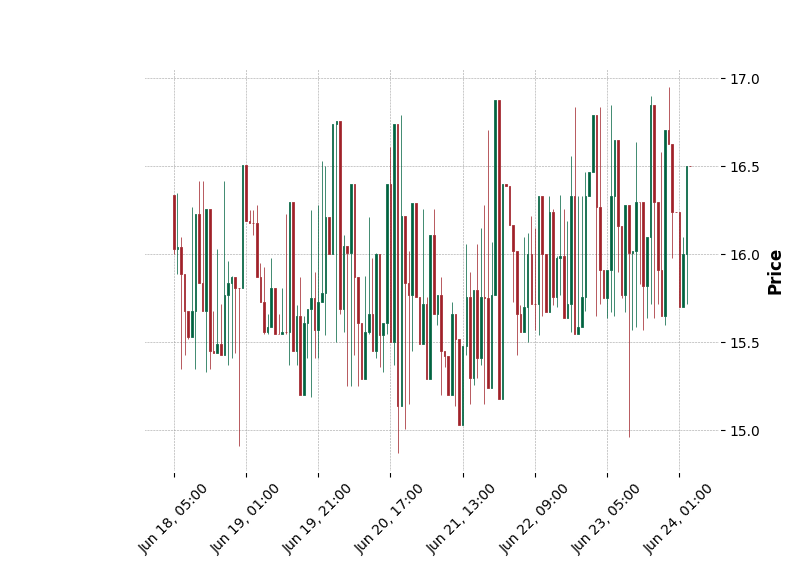 17.0
16.5
16.0
15.5
15.0
Price
Jun 18, 05:00
Jun 19, 01:00
Jun 19, 21:00
Jun 20, 17:00
Jun 21, 13:00
Jun 22, 09:00
Jun 23, 05:00
Jun 24, 01:00